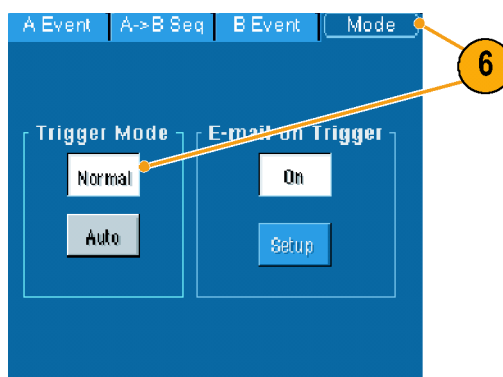 A Event A->B Seq B Event Mode
6
Trigger Mode E-mail on Trigger
Normal On
Auto Setup